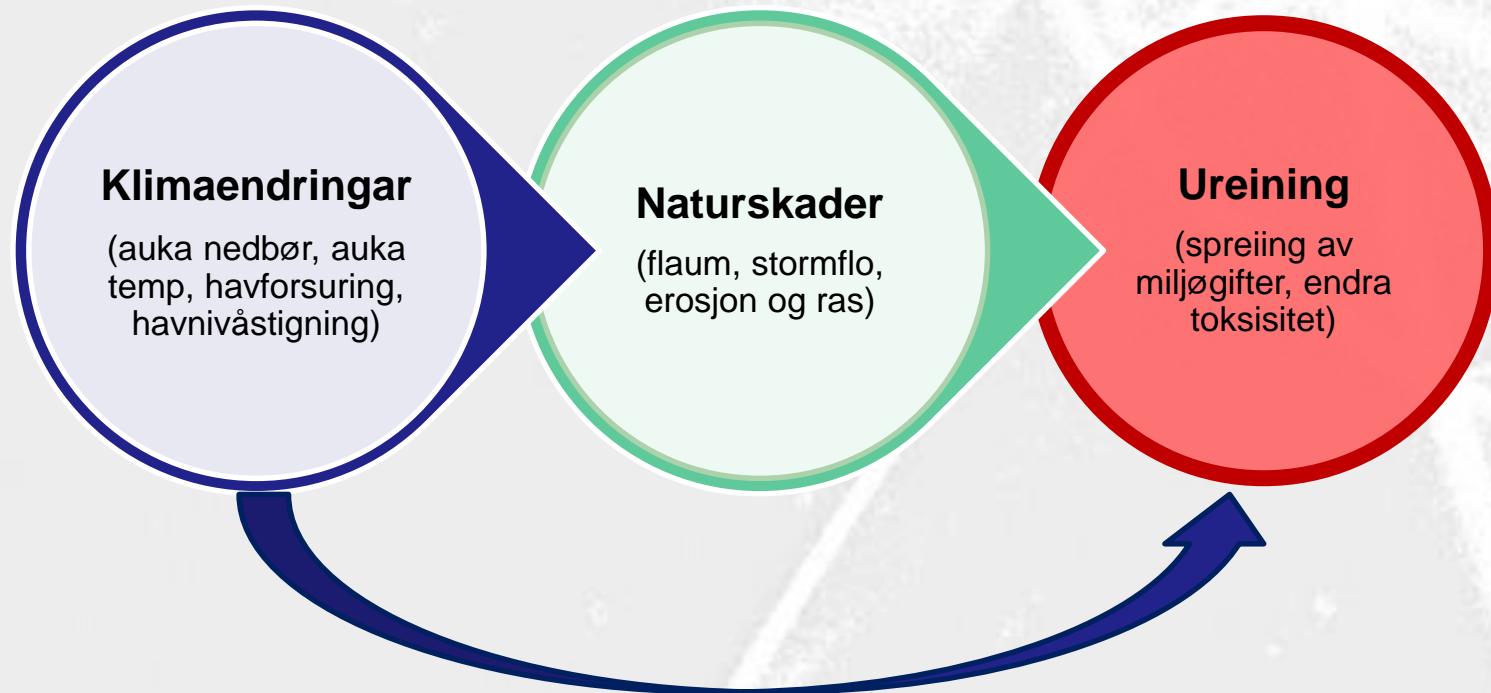 Klimaendringar
(auka nedbør, auka
temp, havforsuring,
havnivåstigning)
Naturskader
(flaum, stormflo,
erosjon og ras)
Ureining
(spreiing av
miljøgifter, endra
toksisitet)